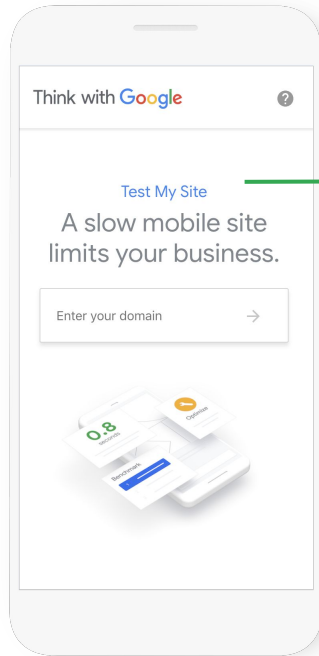 Think with Google
?
Test My Site
A slow mobile site
limits your business.
Enter your domain
0.8
seconds
Optimise
Benchmark